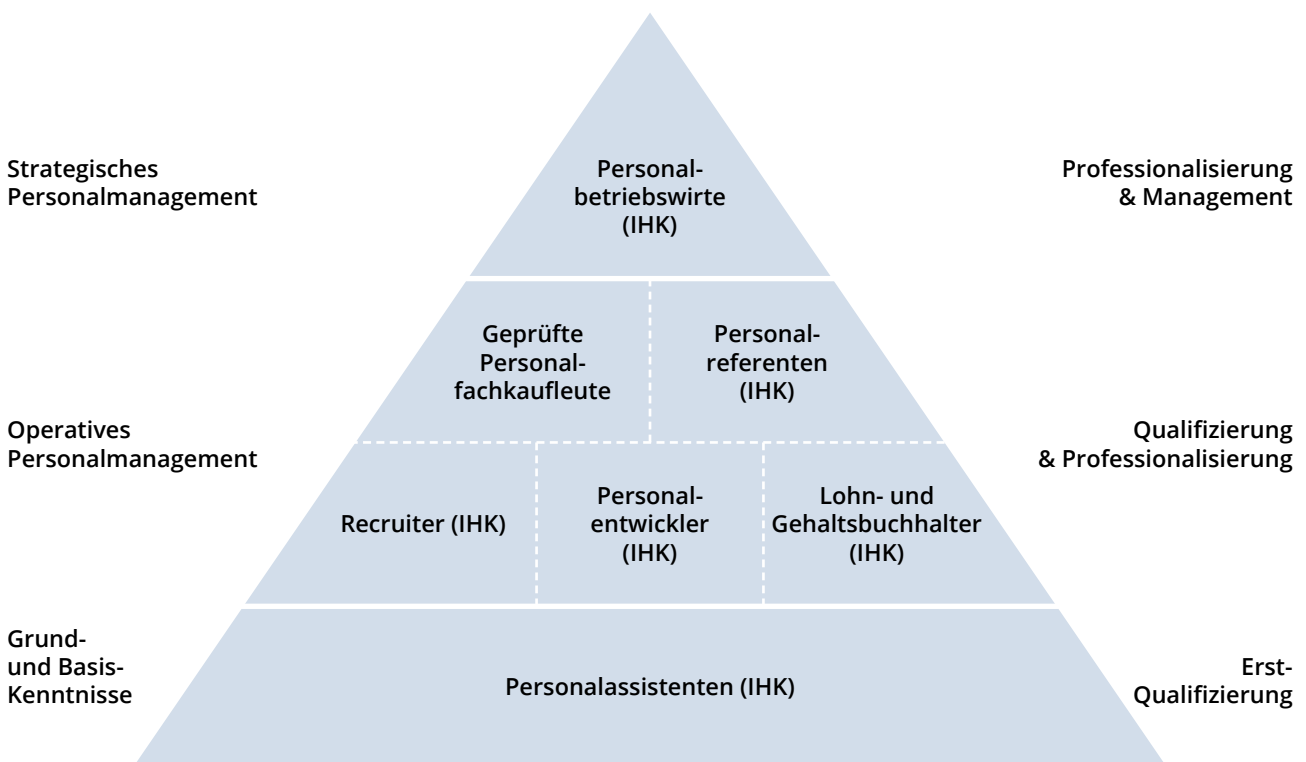 Strategisches
Personalmanagement
Personal-
betriebswirte
(IHK)
Professionalisierung
& Management
Geprüfte
Personal-
fachkaufleute
Personal-
referenten
(IHK)
Operatives
Personalmanagement
Qualifizierung
& Professionalisierung
Recruiter (IHK)
Personal-
entwickler
(IHK)
Lohn- und
Gehaltsbuchhalter
(IHK)
Grund-
und Basis-
Kenntnisse
Personalassistenten (IHK)
Erst-
Qualifizierung